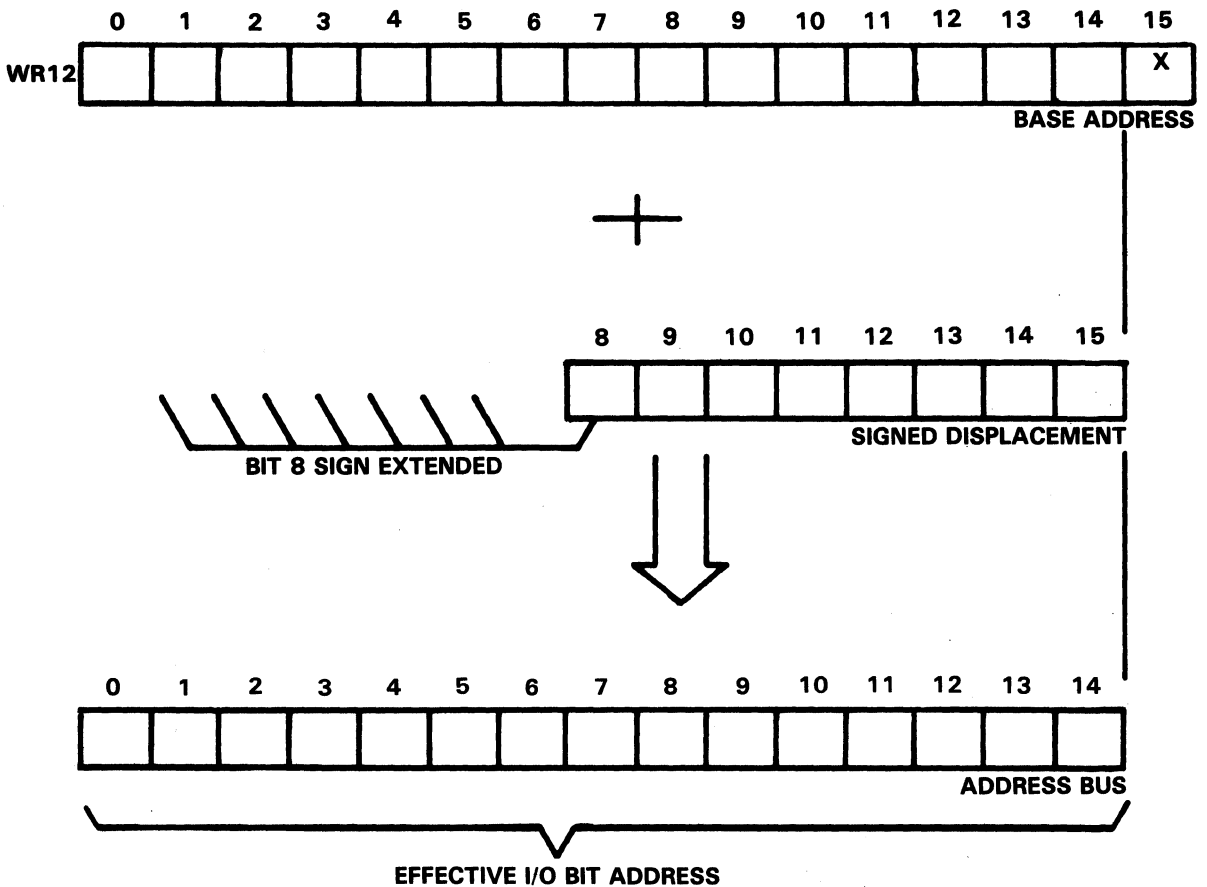 0 1 2 3 4 5 6 7 8 9 10 11 12 13 14 15
WR12 X
BASE ADDRESS
+
8 9 10 11 12 13 14 15
SIGNED DISPLACEMENT
BIT 8 SIGN EXTENDED
0 1 2 3 4 5 6 7 8 9 10 11 12 13 14
ADDRESS BUS
EFFECTIVE I/O BIT ADDRESS